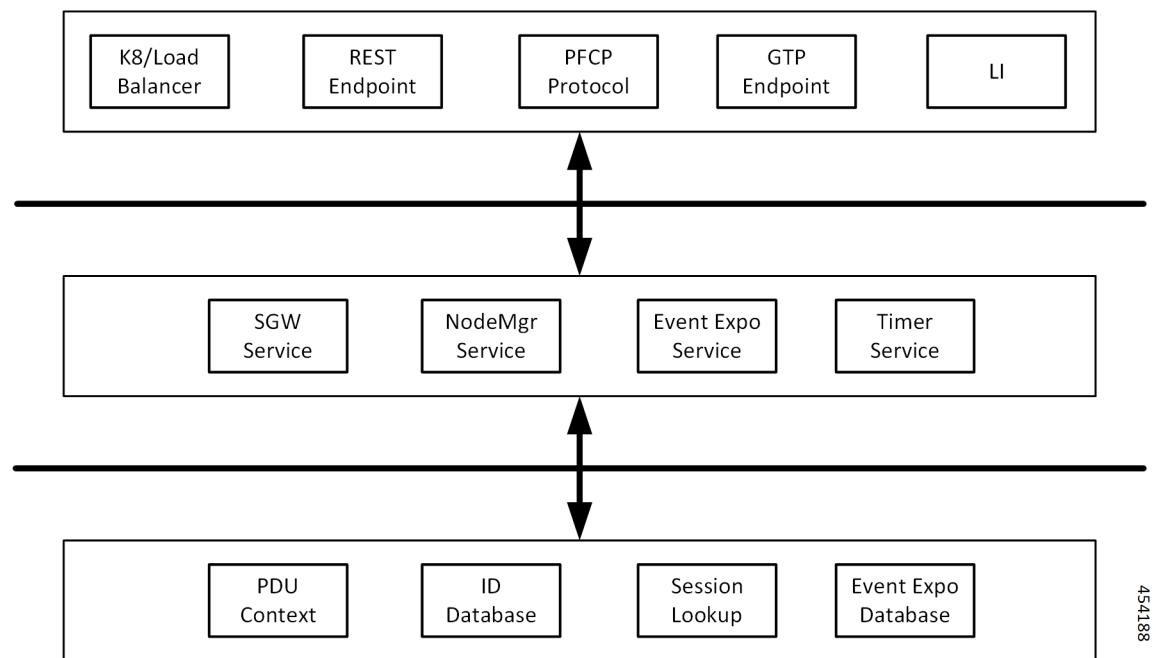 K8/Load
Balancer
REST
Endpoint
PFCP
Protocol
GTP
Endpoint
LI
SGW
Service
NodeMgr
Service
Event Expo
Service
Timer
Service
PDU
Context
ID
Database
Session
Lookup
Event Expo
Database
454188